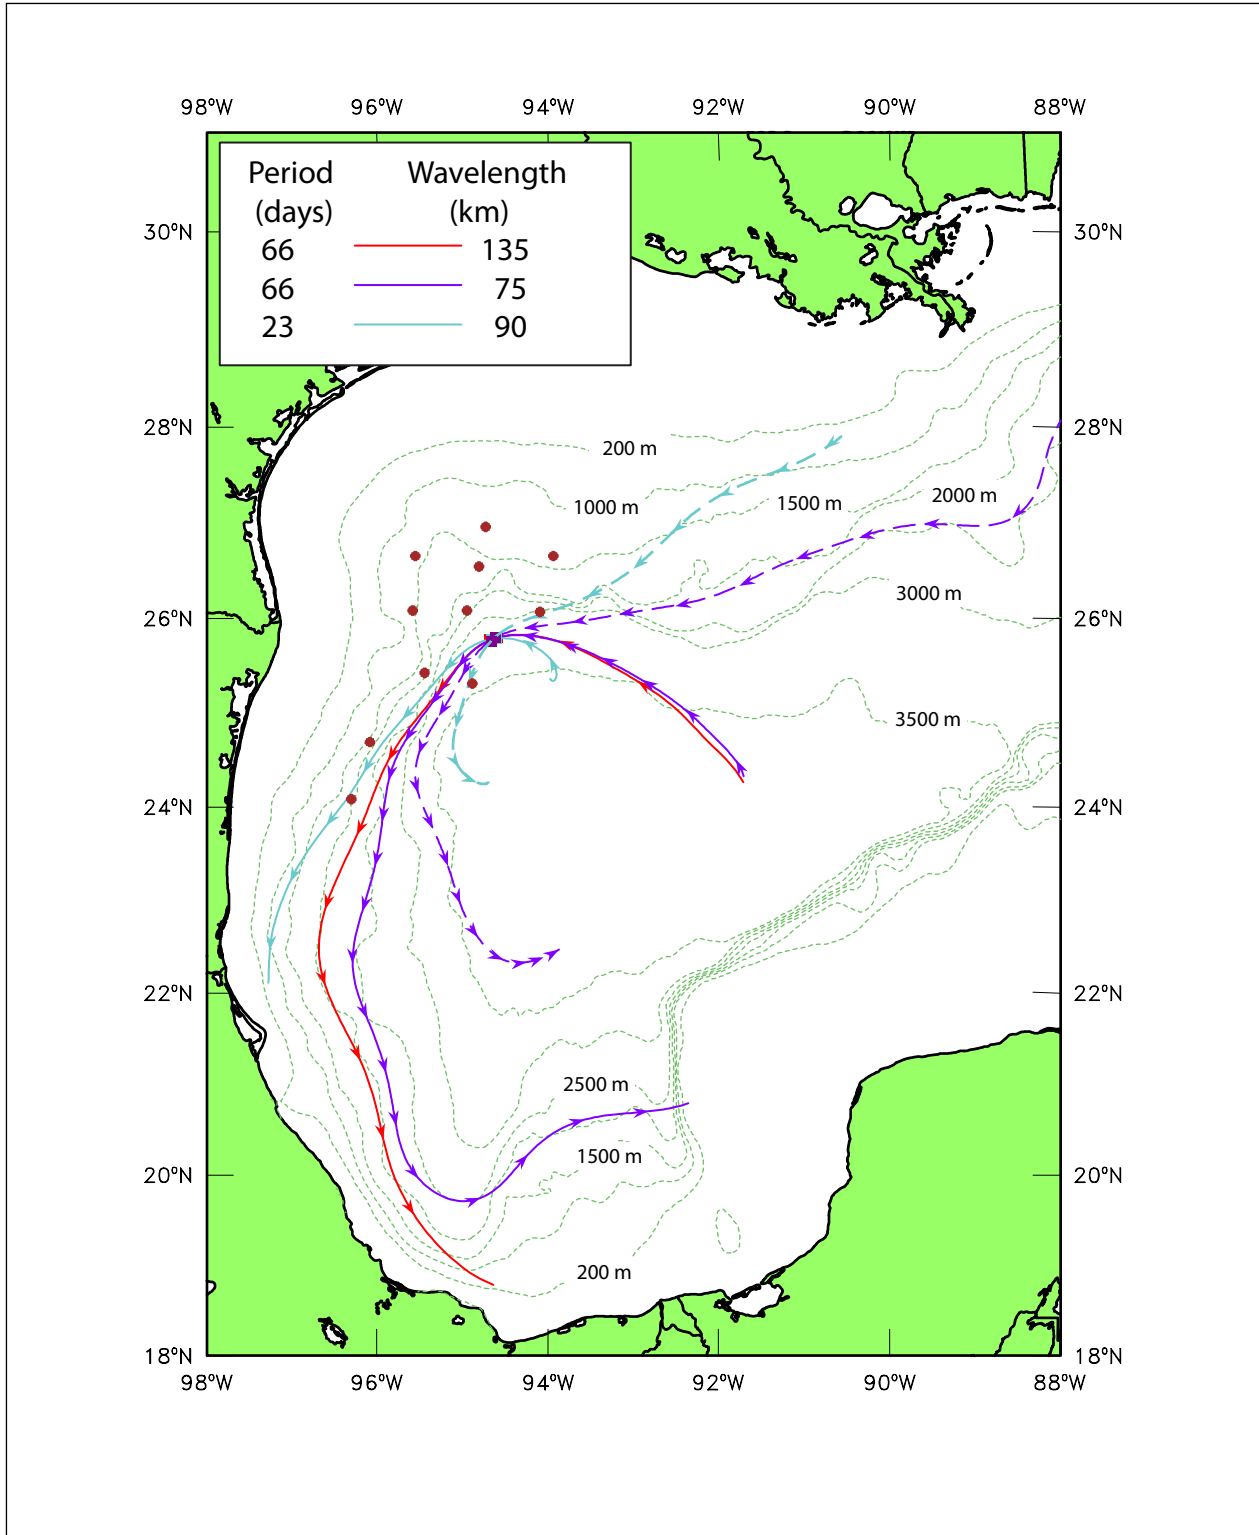 98°W 96°W 94°W 92°W 90°W 88°W
Period Wavelength
(days) (km)
66 135
66 75
23 90
30°N 30°N
28°N 28°N
200 m
1000 m
1500 m
2000 m
3000 m
26°N 26°N
3500 m
24°N 24°N
22°N 22°N
2500 m
1500 m
20°N 20°N
200 m
18°N 18°N
98°W 96°W 94°W 92°W 90°W 88°W